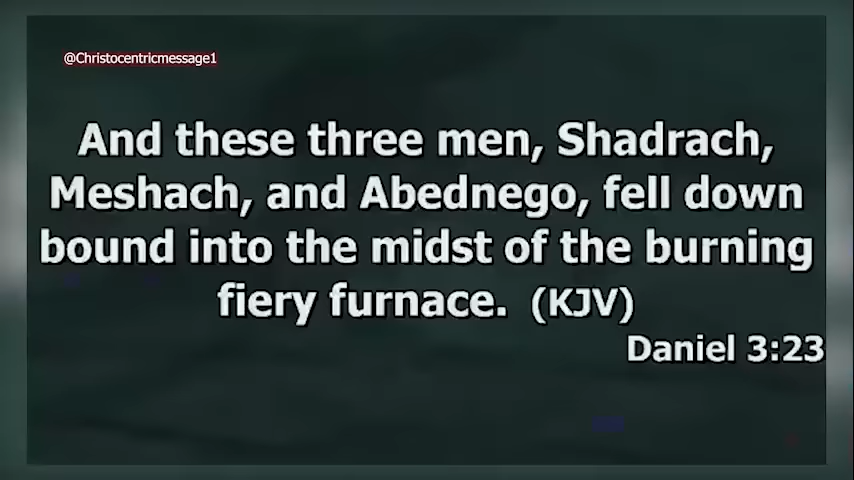 @Christocentricmessage1
And these three men, Shadrach,
Meshach, and Abednego, fell down
bound into the midst of the burning
fiery furnace.  (KJV)
Daniel 3:23